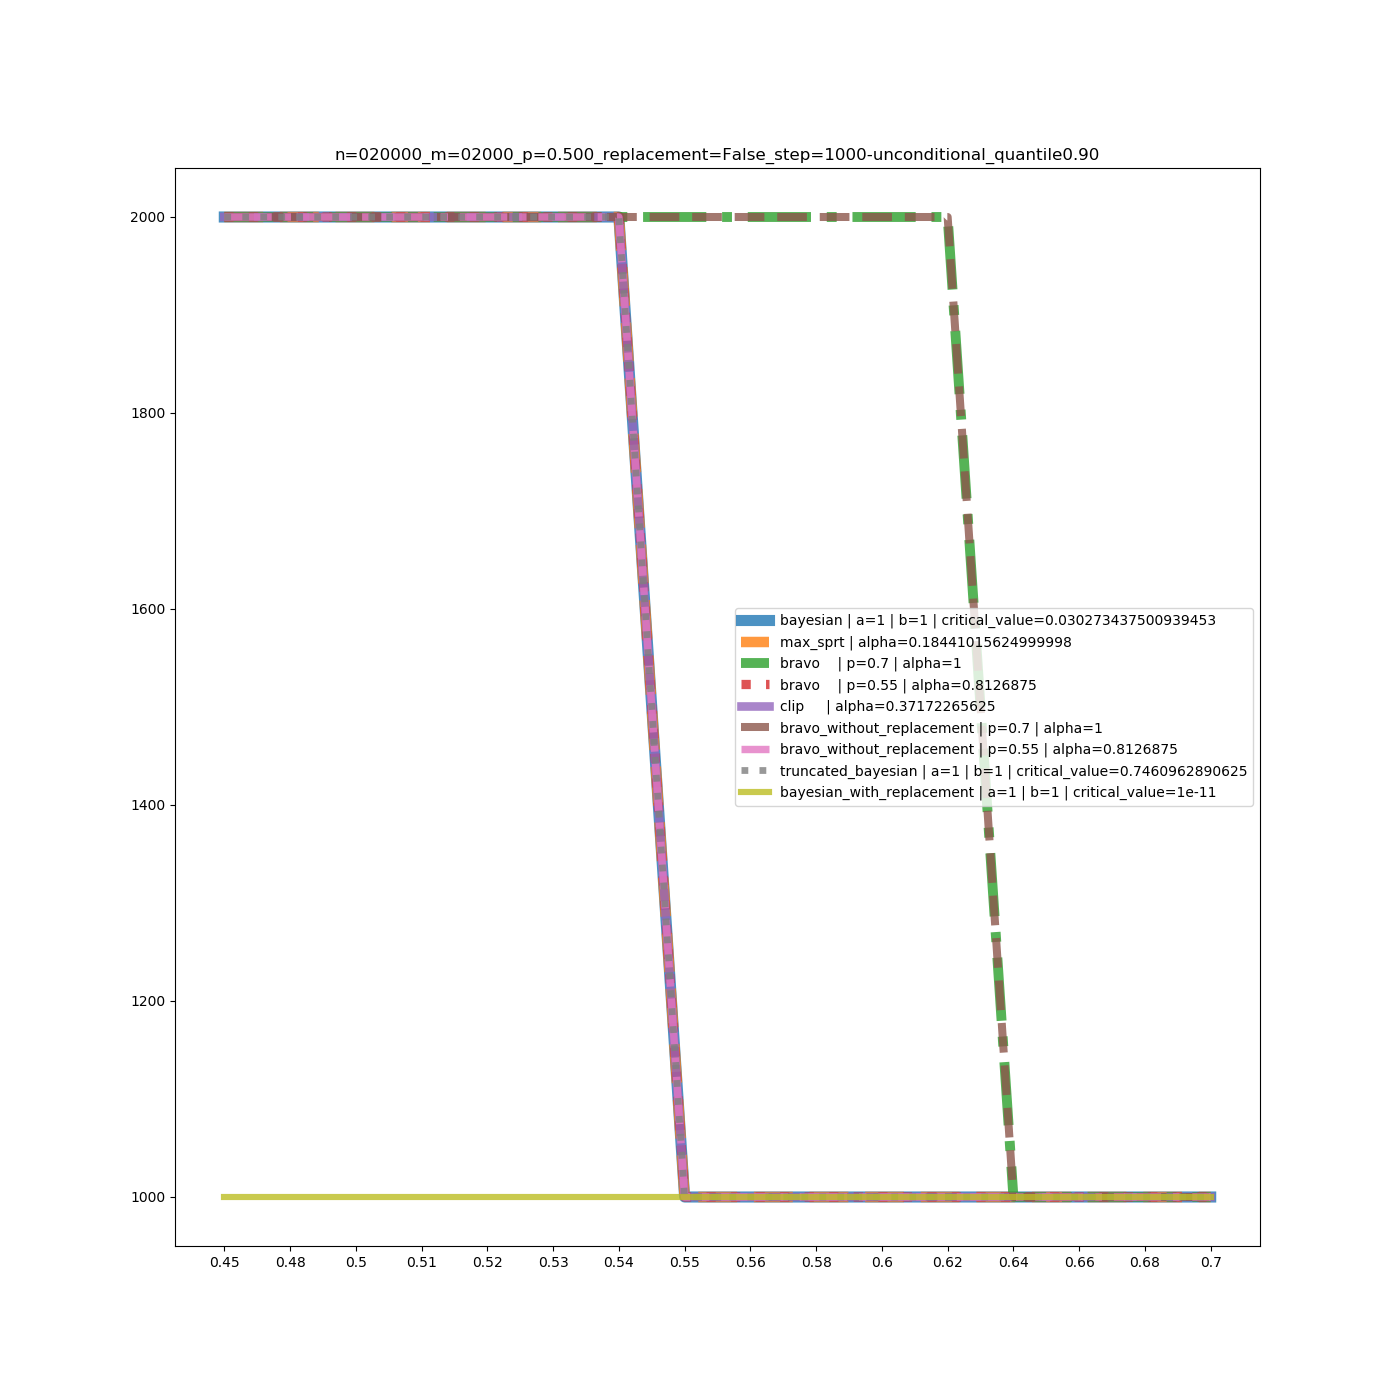 n=020000_m=02000_p=0.500_replacement=False_step=1000-unconditional_quantile0.90
2000
1800
1600
1400
1200
1000
bayesian | a=1 | b=1 | critical_value=0.030273437500939453
max_sprt | alpha=0.18441015624999998
bravo    | p=0.7 | alpha=1
bravo    | p=0.55 | alpha=0.8126875
clip     | alpha=0.37172265625
bravo_without_replacement | p=0.7 | alpha=1
bravo_without_replacement | p=0.55 | alpha=0.8126875
truncated_bayesian | a=1 | b=1 | critical_value=0.7460962890625
bayesian_with_replacement | a=1 | b=1 | critical_value=1e-11
0.45 0.48 0.5 0.51 0.52 0.53 0.54 0.55 0.56 0.58 0.6 0.62 0.64 0.66 0.68 0.7